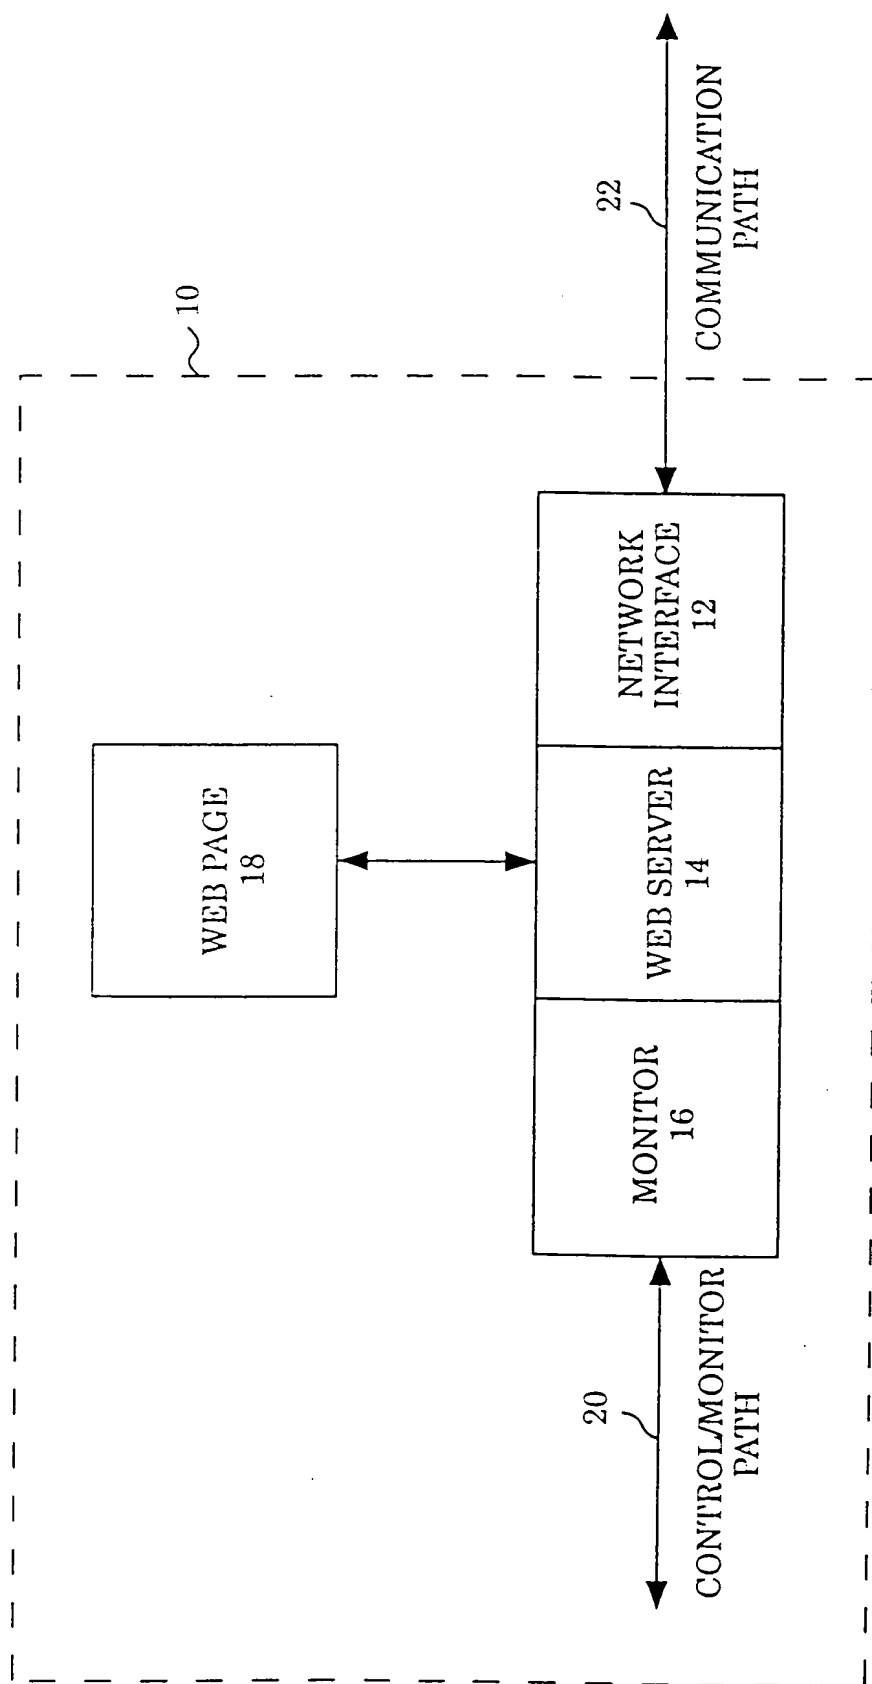 10
WEB PAGE
18
22
COMMUNICATION
PATH
MONITOR
16
WEB SERVER
14
NETWORK
INTERFACE
12
20
CONTROL/MONITOR
PATH